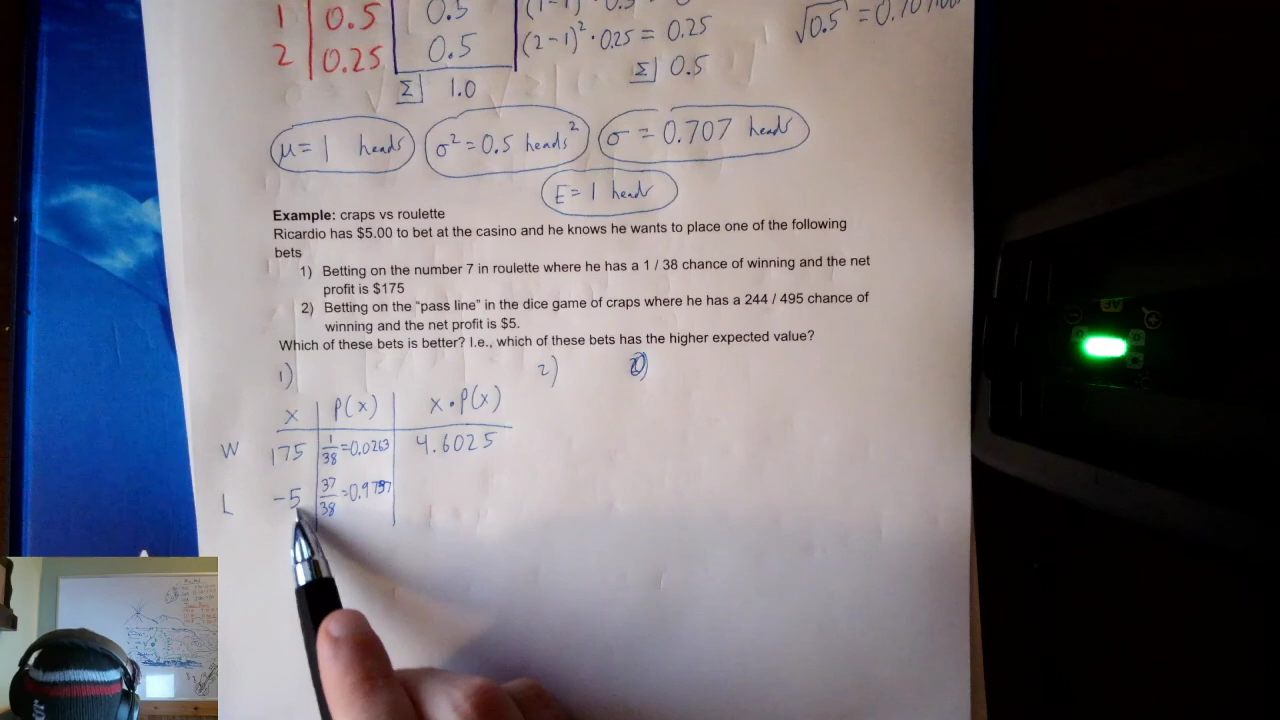 1 0.5 0.5
2 0.25 0.5 (2-1)² · 0.25 = 0.25
√0.5 =
Σ 1.0 Σ 0.5
μ = 1 heads σ² = 0.5 heads² σ = 0.707 heads
E = 1 heads
Example: craps vs roulette
Ricardio has $5.00 to bet at the casino and he knows he wants to place one of the following
bets
1) Betting on the number 7 in roulette where he has a 1 / 38 chance of winning and the net
profit is $175
2) Betting on the “pass line” in the dice game of craps where he has a 244 / 495 chance of
winning and the net profit is $5.
Which of these bets is better? I.e., which of these bets has the higher expected value?
1) 2)
x P(x) x·P(x)
W 175 1/38 =0.0263 4.6025
L -5 37/38 =0.9737